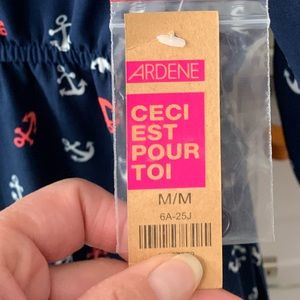 ARDENE
CECI
EST
POUR
TOI
M/M
6A-25J